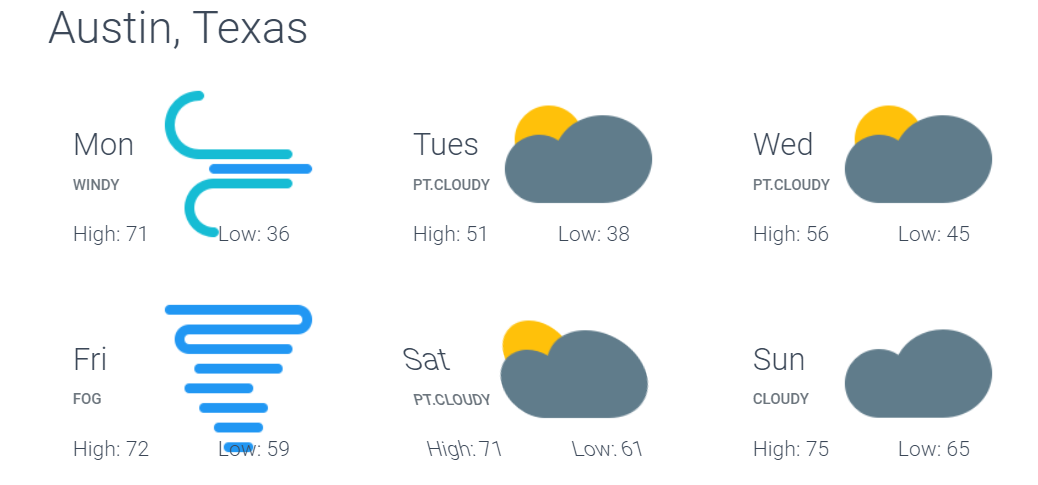 Austin, Texas
Mon
WINDY
High: 71 Low: 36
Tues
PT.CLOUDY
High: 51 Low: 38
Wed
PT.CLOUDY
High: 56 Low: 45
Fri
FOG
High: 72 Low: 59
Sat
PT.CLOUDY
High: 71 Low: 61
Sun
CLOUDY
High: 75 Low: 65